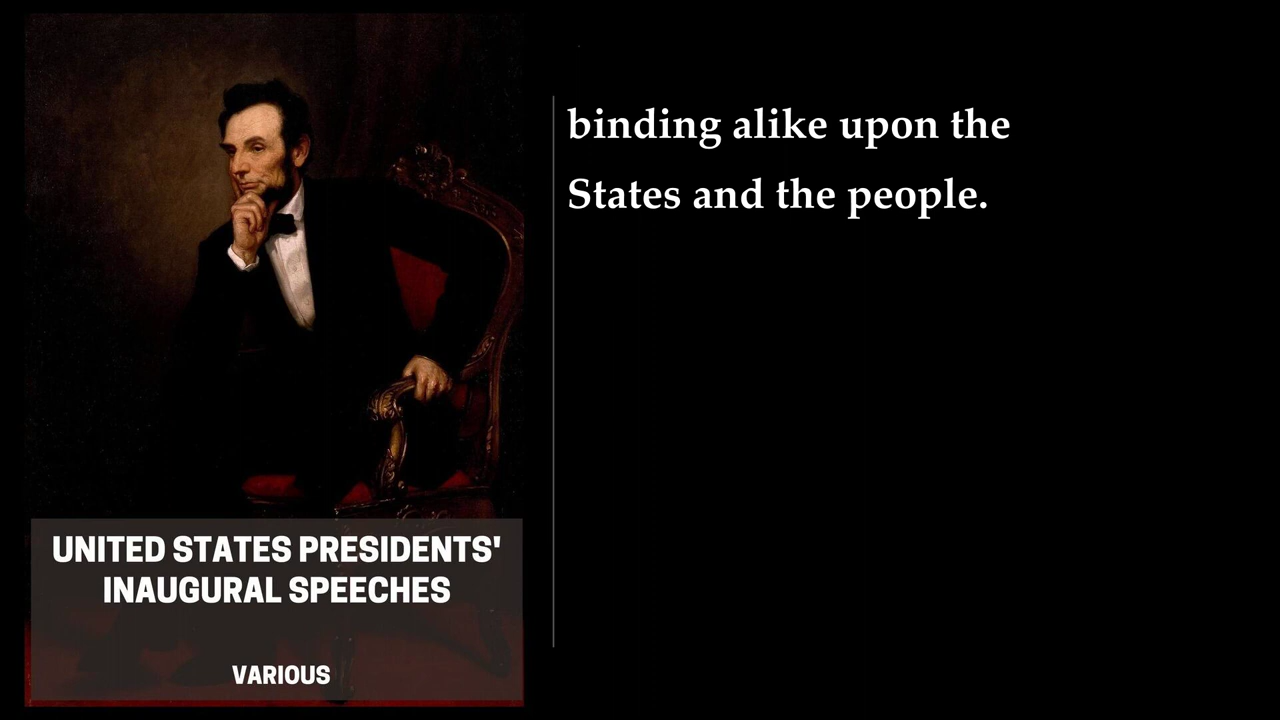 binding alike upon the
States and the people.
UNITED STATES PRESIDENTS'
INAUGURAL SPEECHES
VARIOUS